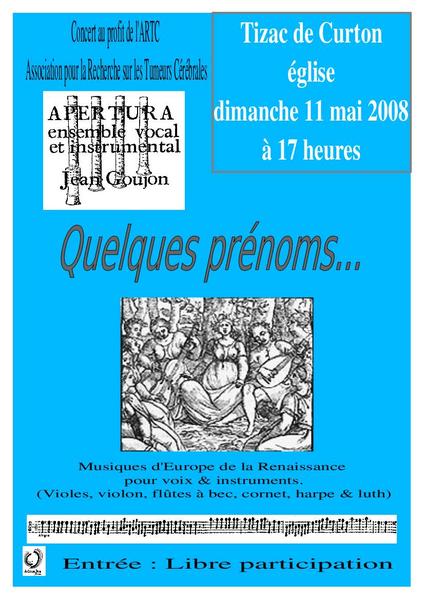 Concert au profit de l'ARTC
Association pour la Recherche sur les Tumeurs Cérébrales
APERTURA
ensemble vocal
et instrumental
Jean Goujon
Tizac de Curton
église
dimanche 11 mai 2008
à 17 heures
Quelques prénoms...
Musiques d'Europe de la Renaissance
pour voix & instruments.
(Violes, violon, flûtes à bec, cornet, harpe & luth)
Entrée : Libre participation